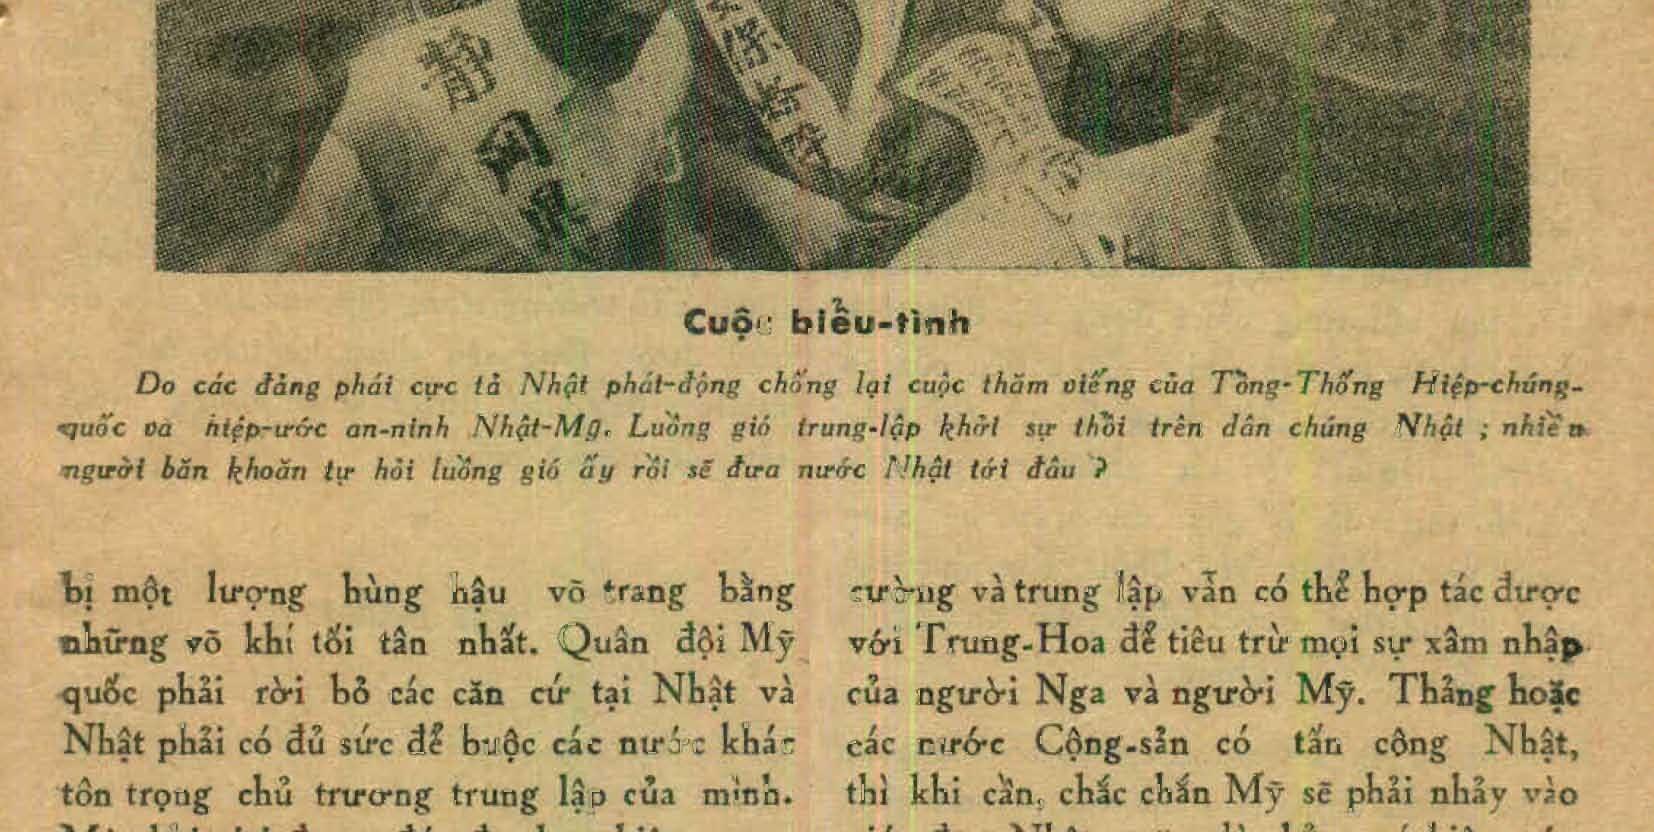 Cuộc biểu-tình
Do các đảng phái cực tả Nhật phát-động chống lại cuộc thăm viếng của Tổng-Thống Hiệp-chúng-
quốc và hiệp-ước an-ninh Nhật-Mỹ. Luồng gió trung-lập khởi sự thổi trên dân chúng Nhật ; nhiều
người băn khoăn tự hỏi luồng gió ấy rồi sẽ đưa nước Nhật tới đâu ?
bị một lượng hùng hậu võ trang bằng
những võ khí tối tân nhất. Quân đội Mỹ
quốc phải rời bỏ các căn cứ tại Nhật và
Nhật phải có đủ sức để buộc các nước khác
tôn trọng chủ trương trung lập của mình.
cường và trung lập vẫn có thể hợp tác được
với Trung-Hoa để tiêu trừ mọi sự xâm nhập
của người Nga và người Mỹ. Thảng hoặc
các nước Cộng-sản có tấn công Nhật,
thì khi cần, chắc chắn Mỹ sẽ phải nhảy vào